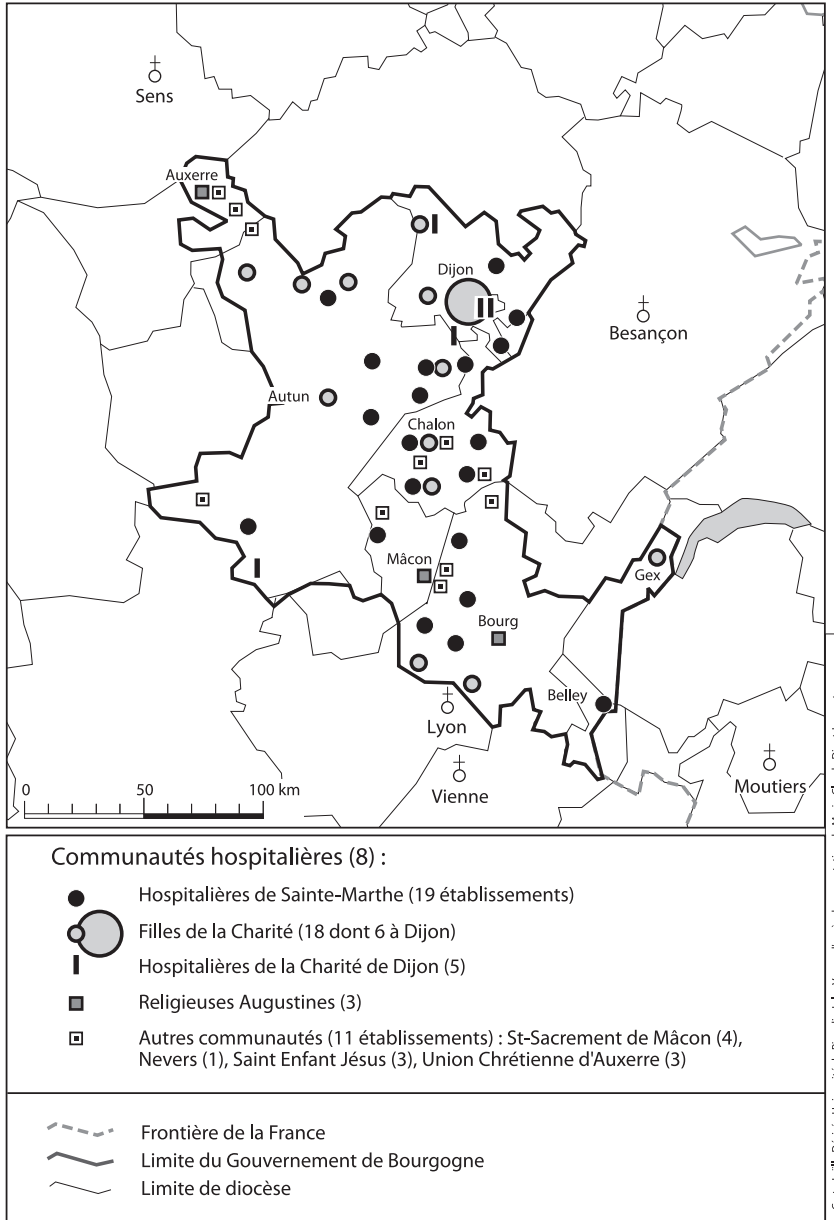 Sens
Auxerre
Dijon
Besançon
Autun
Chalon
Mâcon
Gex
Bourg
Belley
Lyon
Vienne
Moutiers
0 50 100 km
Communautés hospitalières (8) :
Hospitalières de Sainte-Marthe (19 établissements)
Filles de la Charité (18 dont 6 à Dijon)
Hospitalières de la Charité de Dijon (5)
Religieuses Augustines (3)
Autres communautés (11 établissements) : St-Sacrement de Mâcon (4),
Nevers (1), Saint Enfant Jésus (3), Union Chrétienne d'Auxerre (3)
Frontière de la France
Limite du Gouvernement de Bourgogne
Limite de diocèse